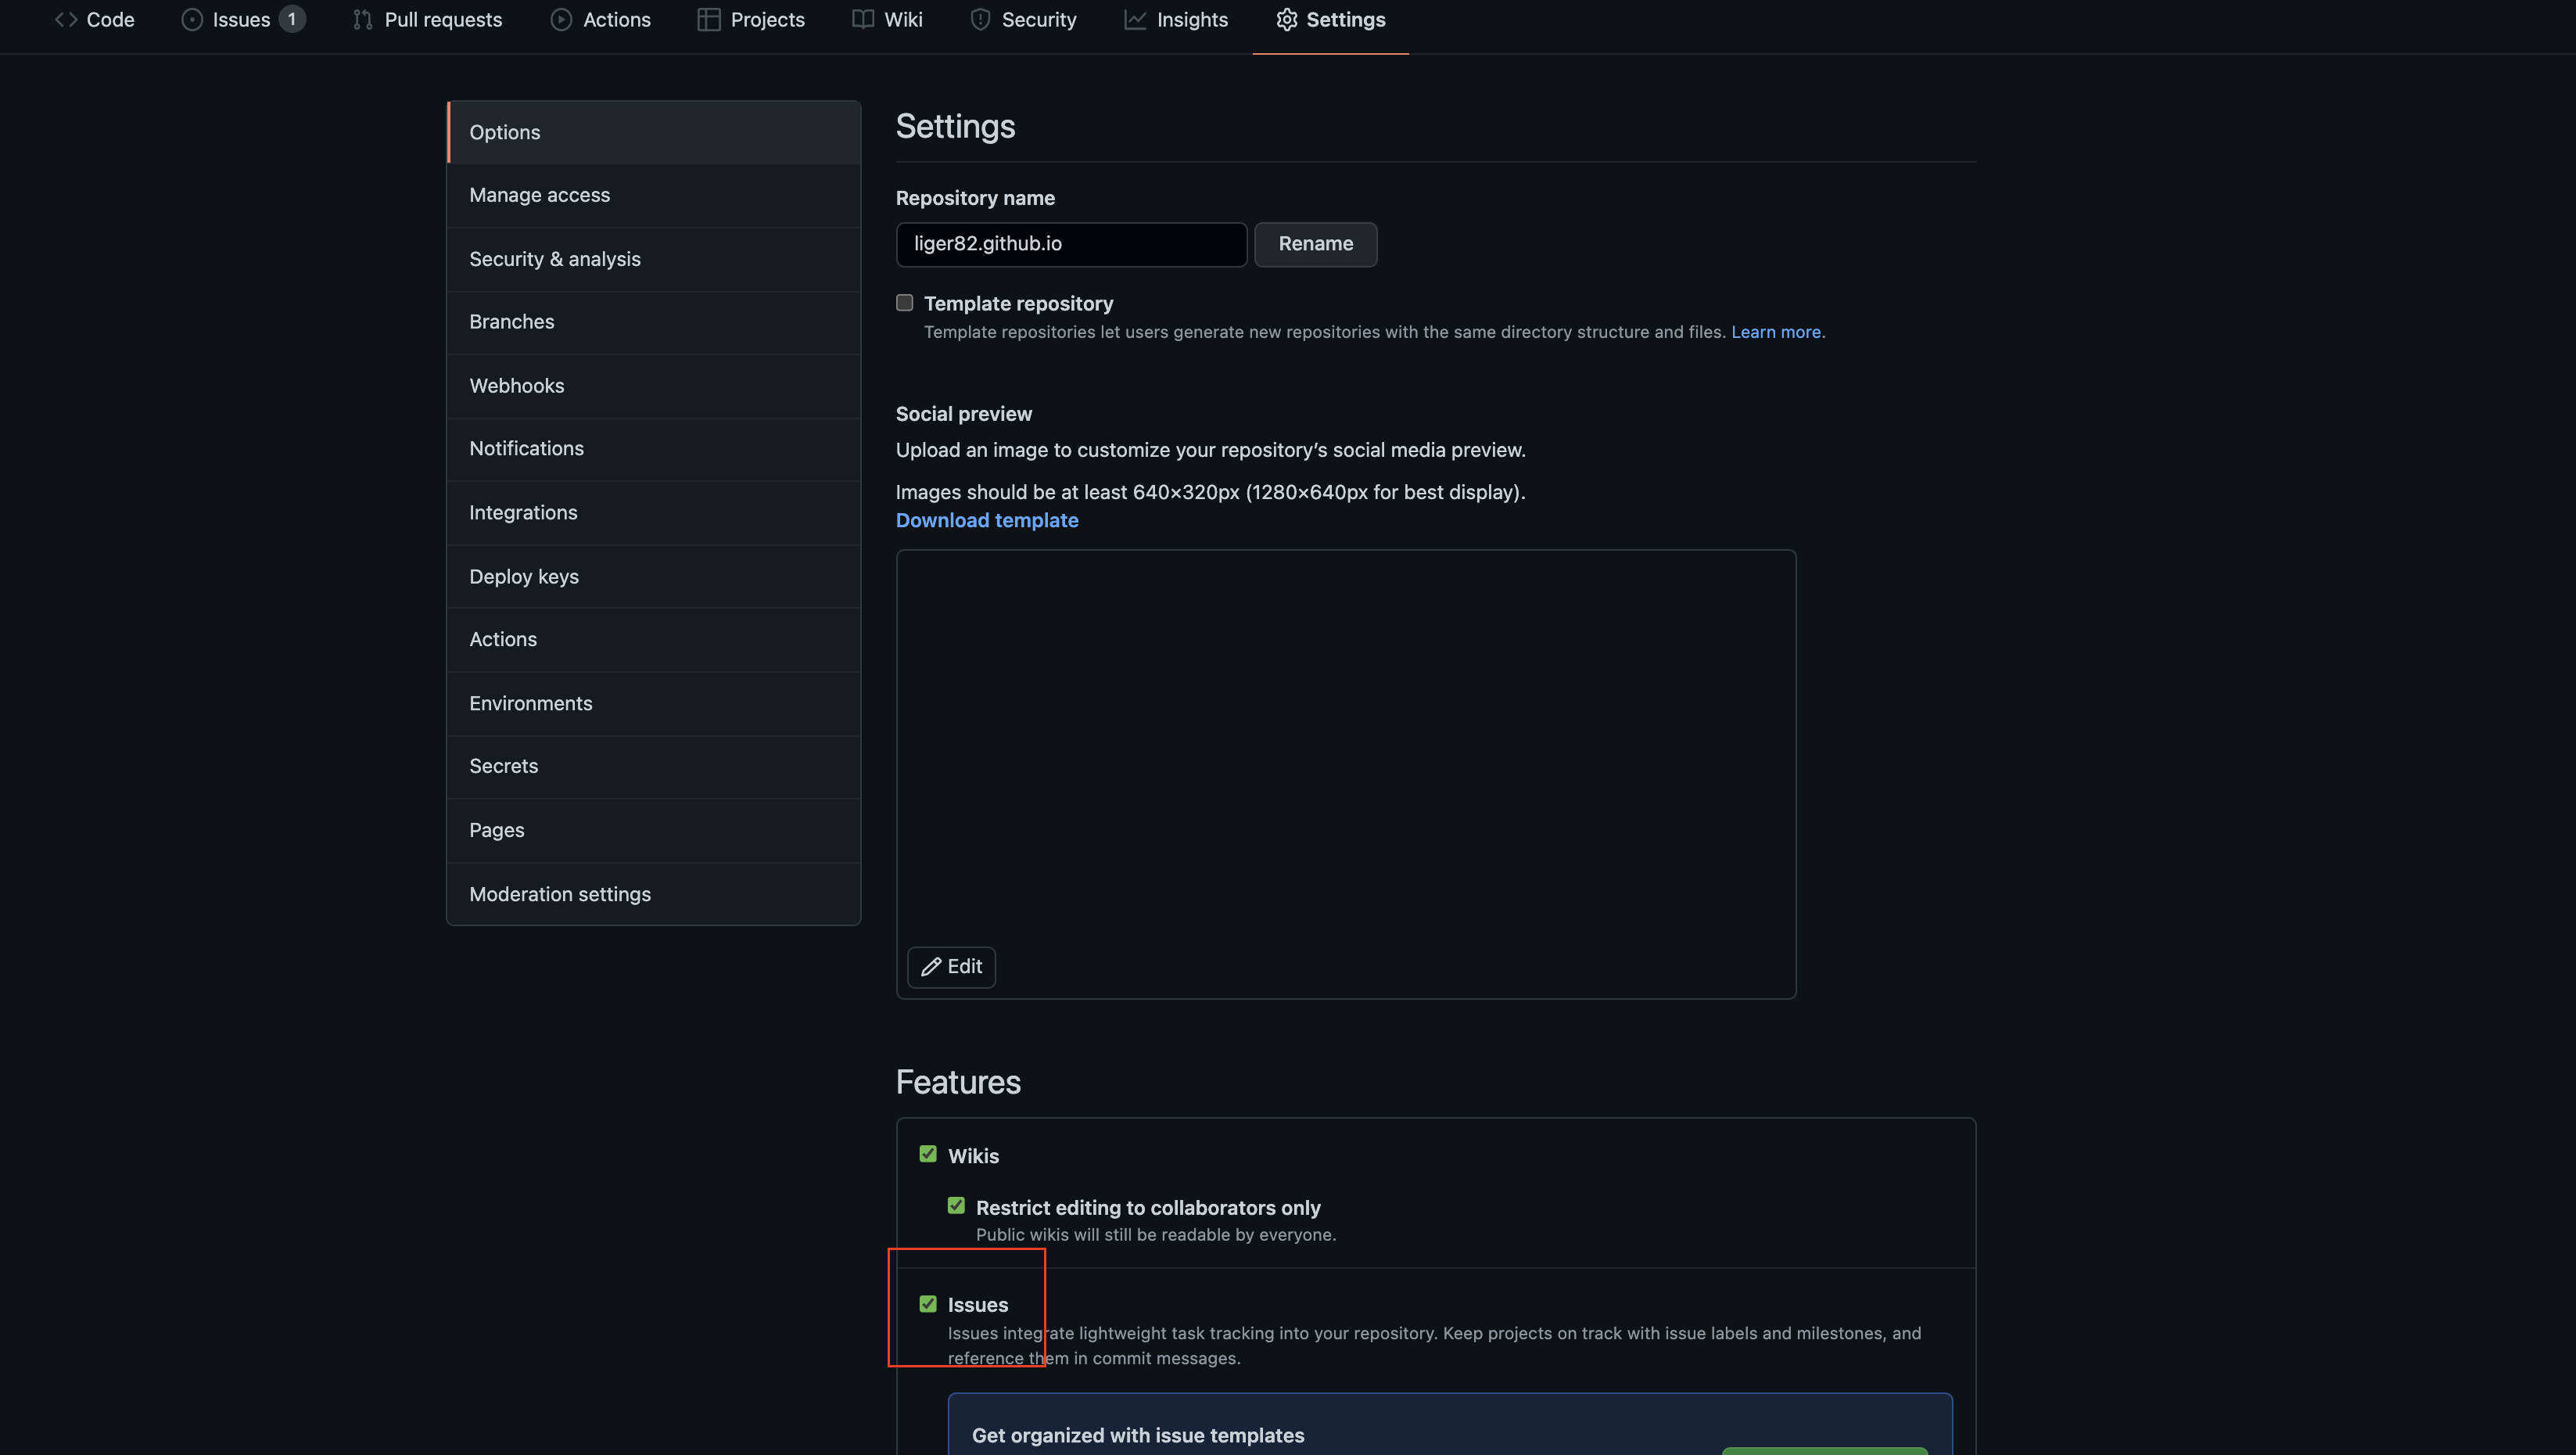 Code Issues 1 Pull requests Actions Projects Wiki Security Insights Settings
Options
Manage access
Security & analysis
Branches
Webhooks
Notifications
Integrations
Deploy keys
Actions
Environments
Secrets
Pages
Moderation settings
Settings
Repository name
liger82.github.io Rename
Template repository
Template repositories let users generate new repositories with the same directory structure and files. Learn more.
Social preview
Upload an image to customize your repository’s social media preview.
Images should be at least 640×320px (1280×640px for best display).
Download template
Edit
Features
Wikis
Restrict editing to collaborators only
Public wikis will still be readable by everyone.
Issues
Issues integrate lightweight task tracking into your repository. Keep projects on track with issue labels and milestones, and
reference them in commit messages.
Get organized with issue templates